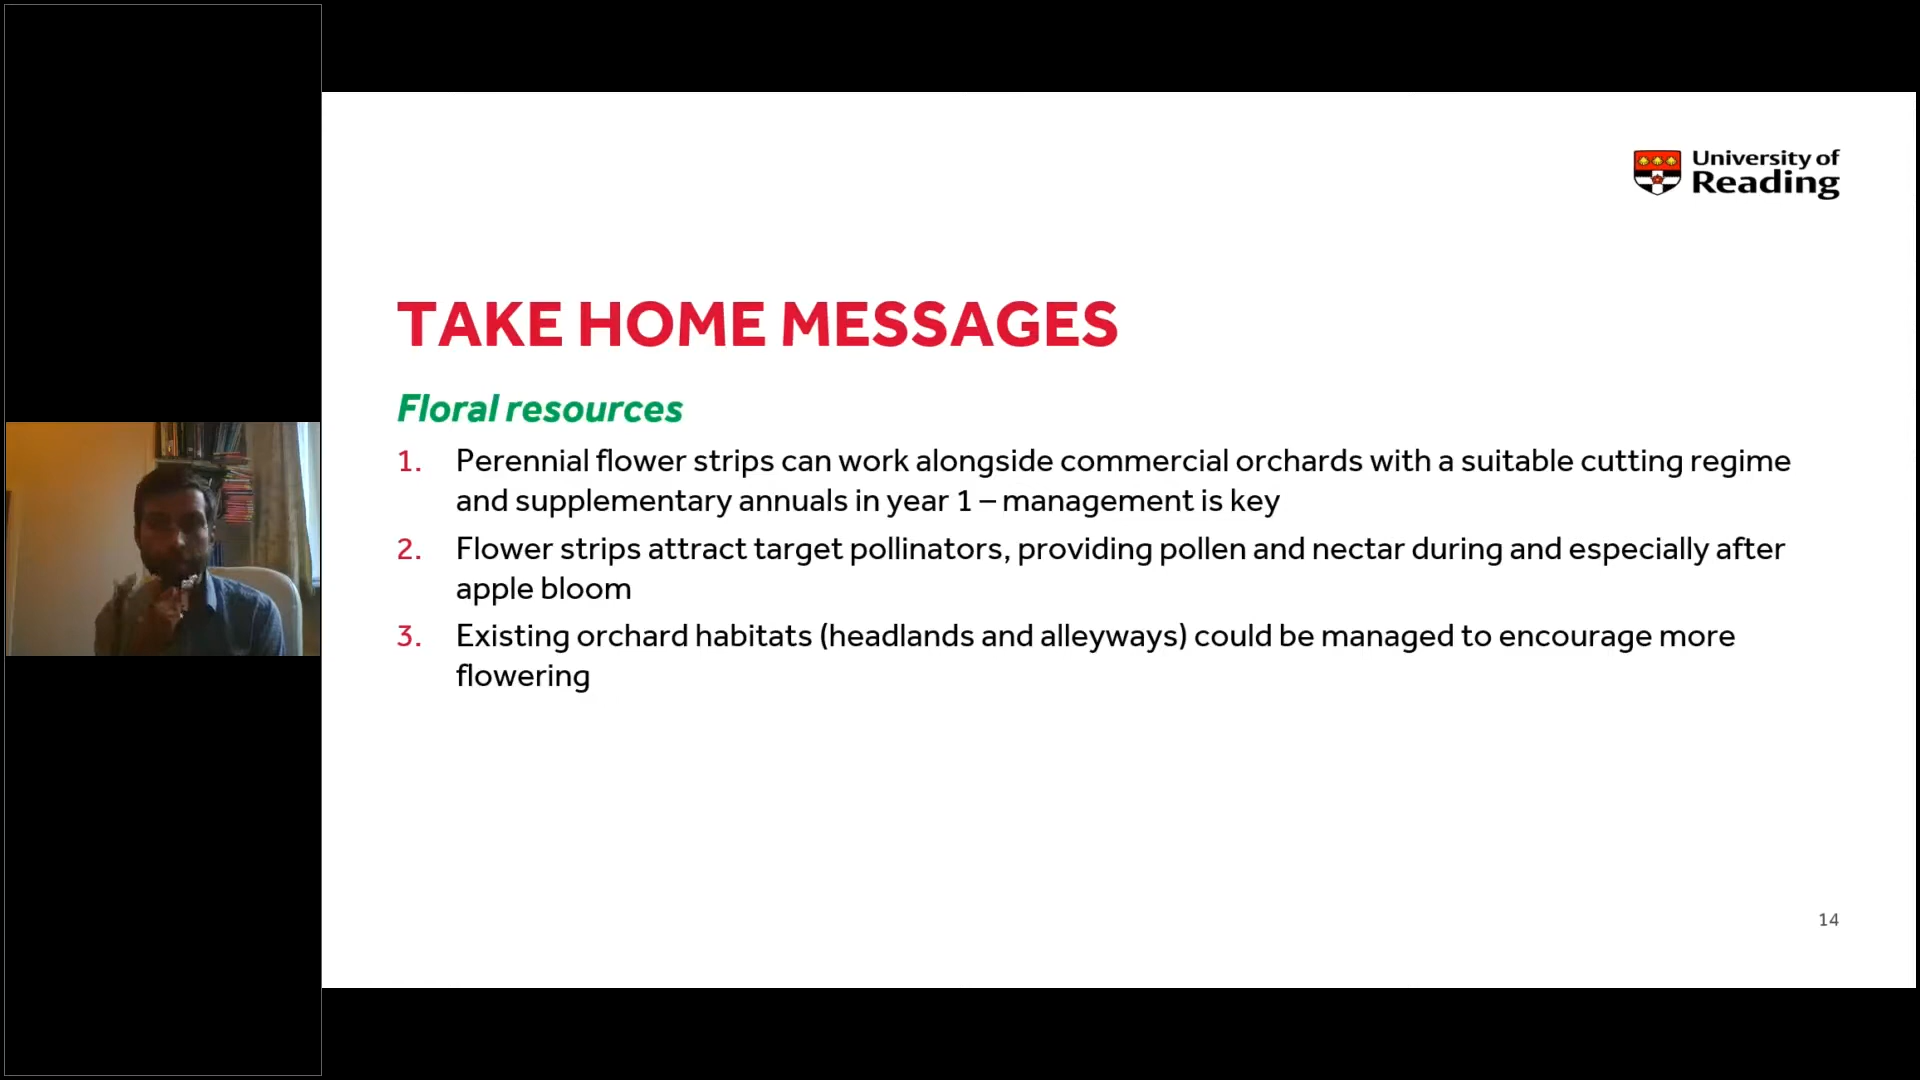 University of
Reading
TAKE HOME MESSAGES
Floral resources
1. Perennial flower strips can work alongside commercial orchards with a suitable cutting regime
and supplementary annuals in year 1 – management is key
2. Flower strips attract target pollinators, providing pollen and nectar during and especially after
apple bloom
3. Existing orchard habitats (headlands and alleyways) could be managed to encourage more
flowering
14